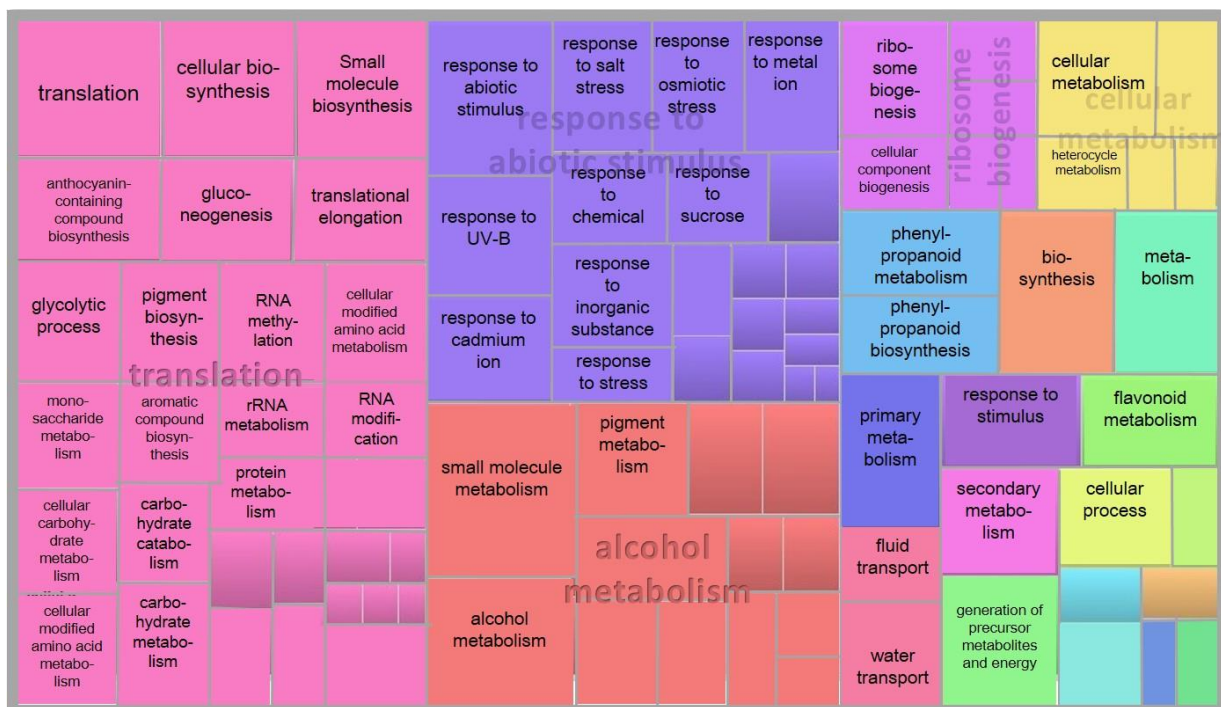 translation
cellular bio-
synthesis
Small
molecule
biosynthesis
anthocyanin-
containing
compound
biosynthesis
gluco-
neogenesis
translational
elongation
glycolytic
process
pigment
biosyn-
thesis
RNA
methy-
lation
cellular
modified
amino acid
metabolism
translation
mono-
saccharide
metabo-
lism
aromatic
compound
biosyn-
thesis
rRNA
metabolism
RNA
modifi-
cation
protein
metabo-
lism
cellular
carbohy-
drate
metabo-
lism
carbo-
hydrate
catabo-
lism
cellular
modified
amino acid
metabo-
lism
carbo-
hydrate
metabo-
lism
response to
abiotic
stimulus
response
to salt
stress
response
to
osmotic
stress
response
to metal
ion
response to
abiotic stimulus
response to
UV-B
response
to
chemical
response
to
sucrose
response to
cadmium
ion
response
to
inorganic
substance
response
to stress
small molecule
metabolism
pigment
metabo-
lism
alcohol
metabolism
alcohol
metabolism
ribo-
some
bioge-
nesis
ribosome
biogenesis
cellular
component
biogenesis
cellular
metabolism
cellular
metabolism
heterocycle
metabolism
phenyl-
propanoid
metabolism
phenyl-
propanoid
biosynthesis
bio-
synthesis
meta-
bolism
primary
meta-
bolism
response to
stimulus
flavonoid
metabolism
secondary
metabo-
lism
cellular
process
fluid
transport
water
transport
generation of
precursor
metabolites
and energy